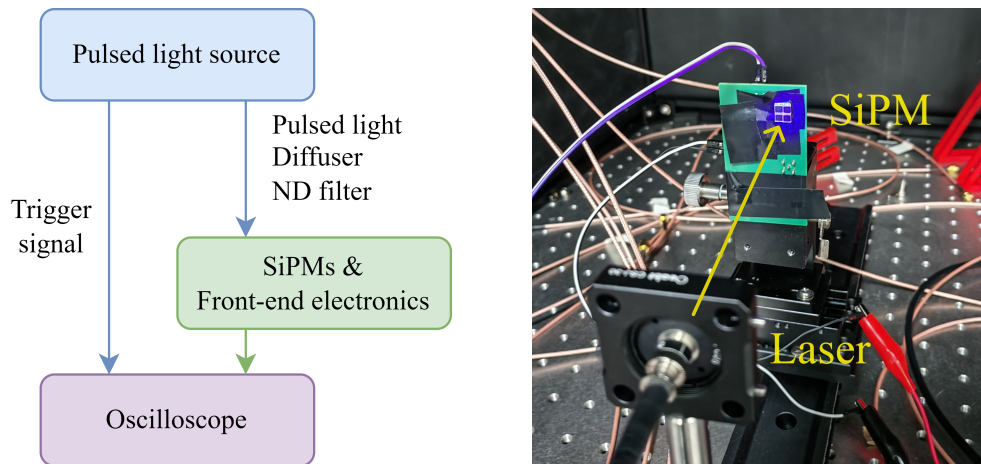 Pulsed light source
Pulsed light
Diffuser
ND filter
Trigger
signal
SiPMs &
Front-end electronics
Oscilloscope
SiPM
Laser